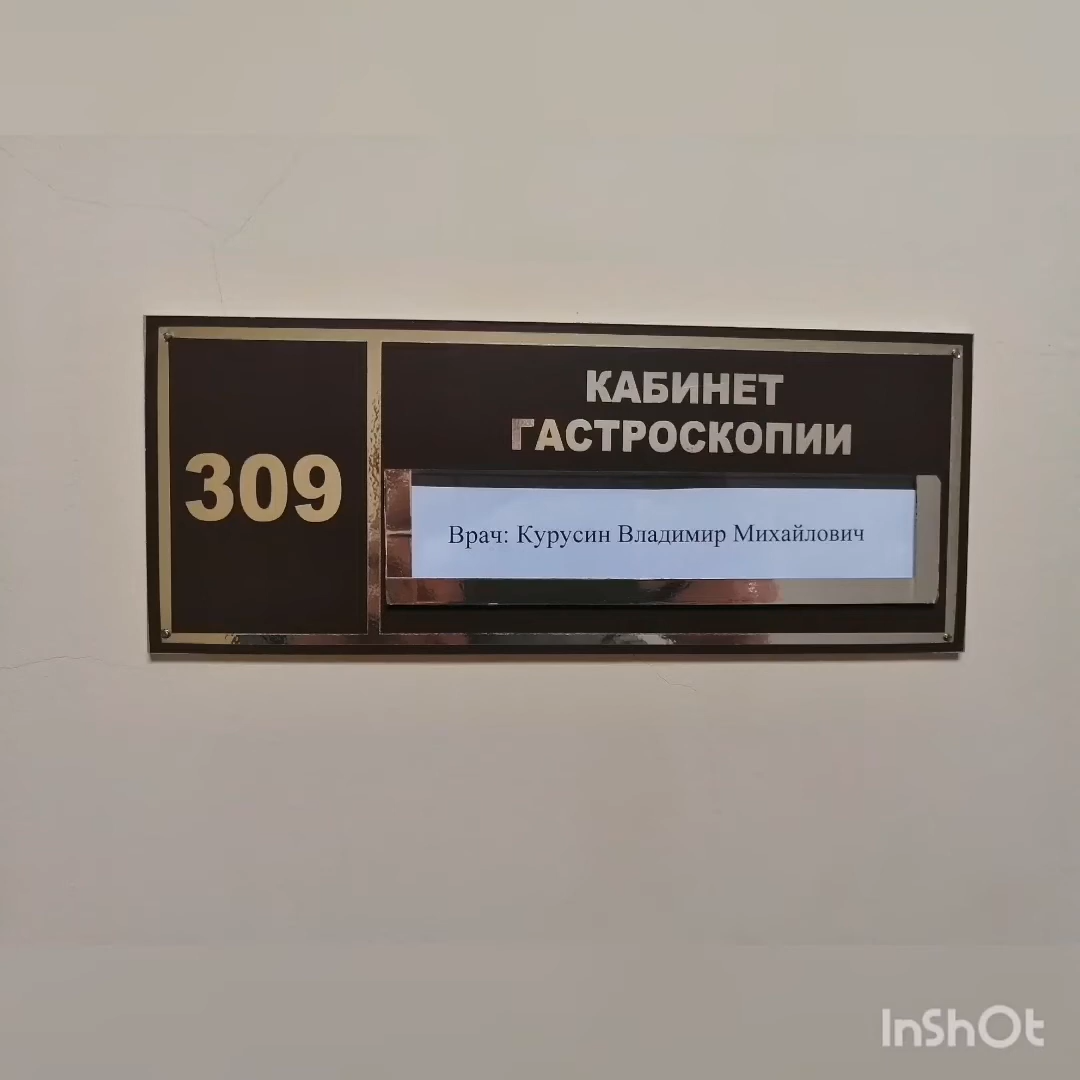 309
КАБИНЕТ
ГАСТРОСКОПИИ
Врач: Курусин Владимир Михайлович
InShOt